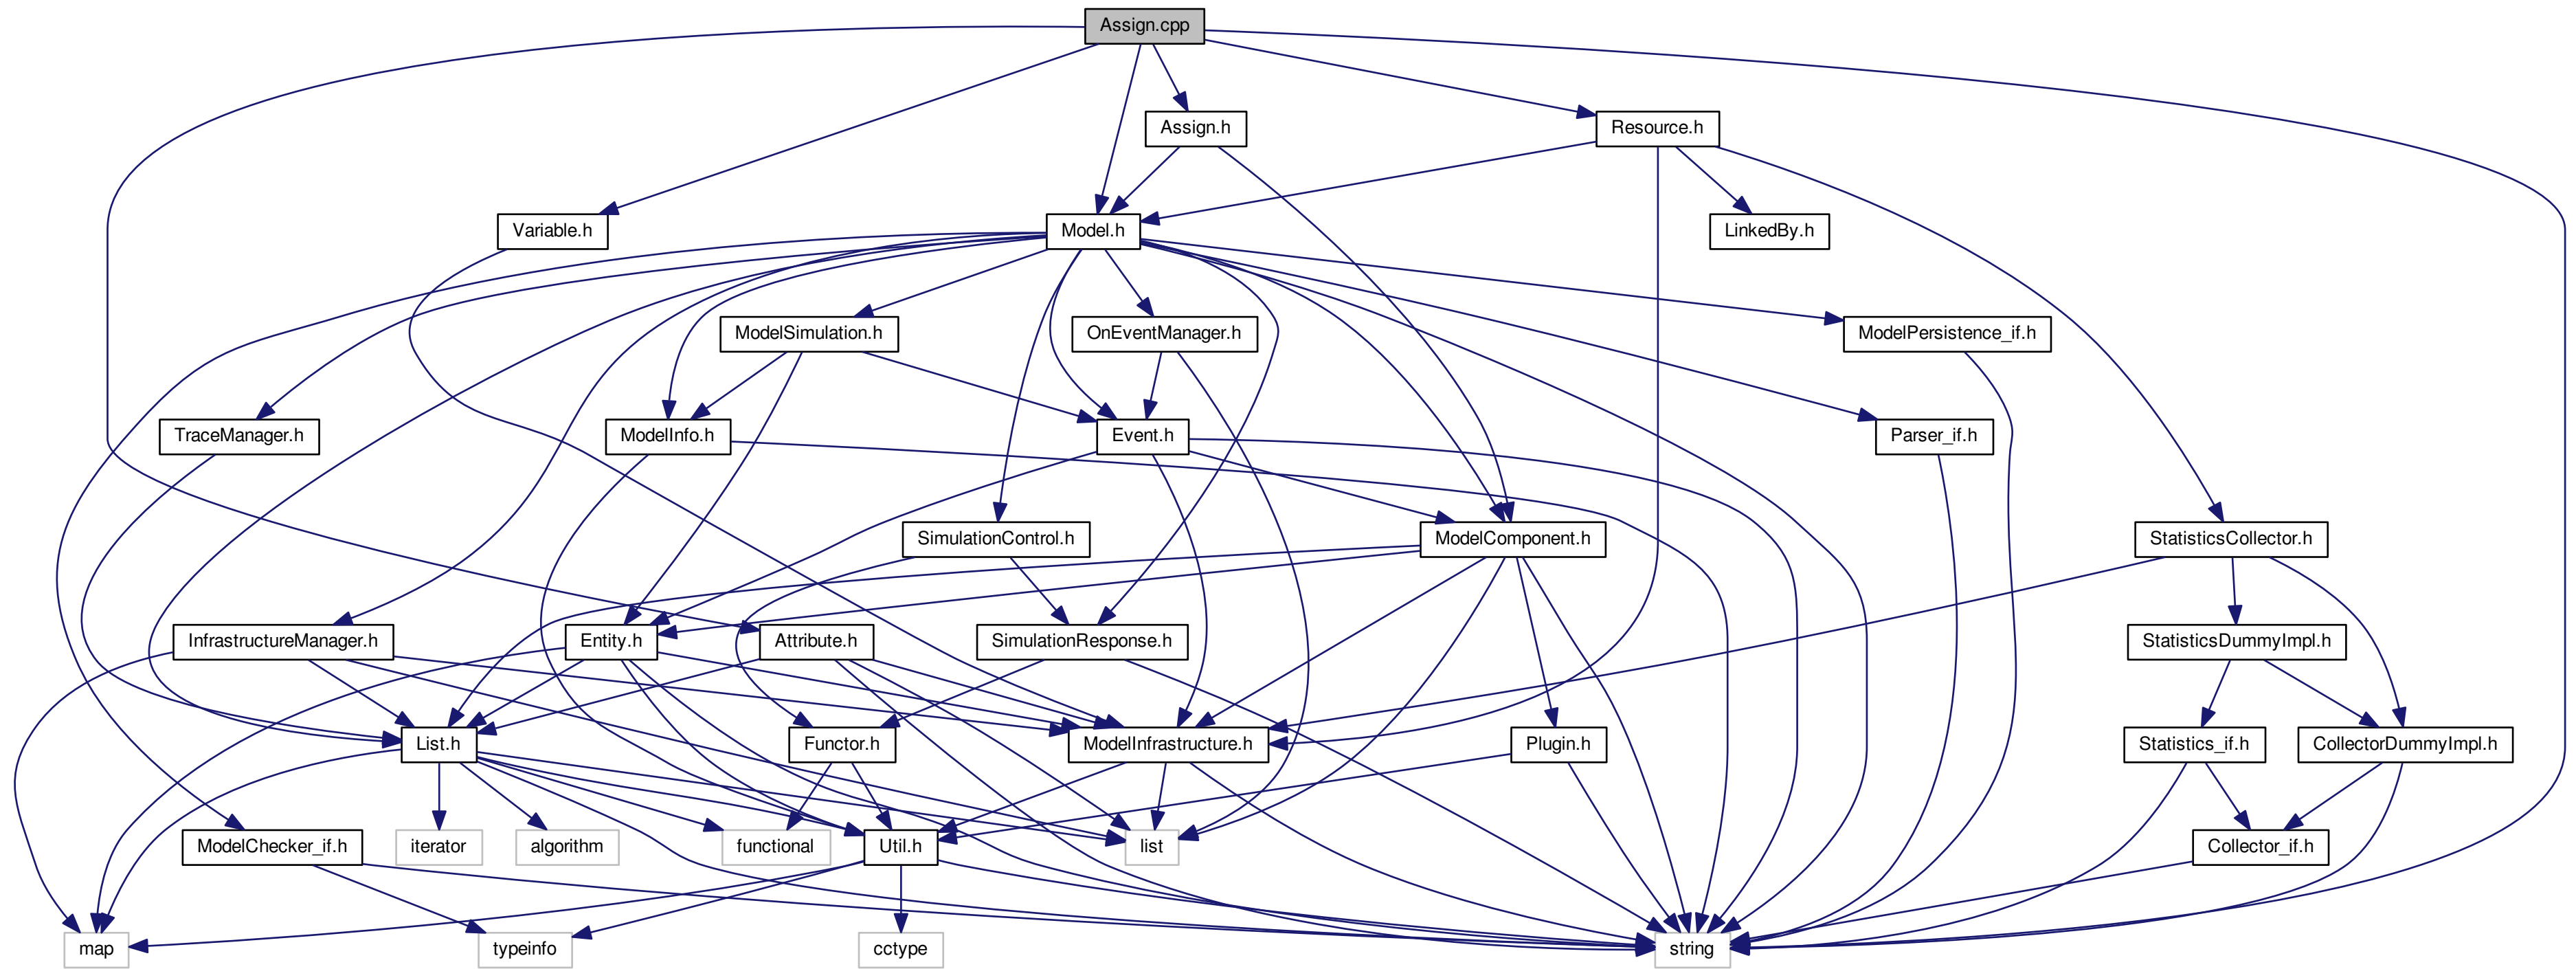 Assign.cpp
Assign.h
Resource.h
Variable.h
Model.h
LinkedBy.h
ModelSimulation.h
OnEventManager.h
ModelPersistence_if.h
TraceManager.h
ModelInfo.h
Event.h
Parser_if.h
SimulationControl.h
ModelComponent.h
StatisticsCollector.h
InfrastructureManager.h
Entity.h
Attribute.h
SimulationResponse.h
StatisticsDummyImpl.h
List.h
Functor.h
ModelInfrastructure.h
Plugin.h
Statistics_if.h
CollectorDummyImpl.h
ModelChecker_if.h
iterator
algorithm
functional
Util.h
list
Collector_if.h
map
typeinfo
cctype
string